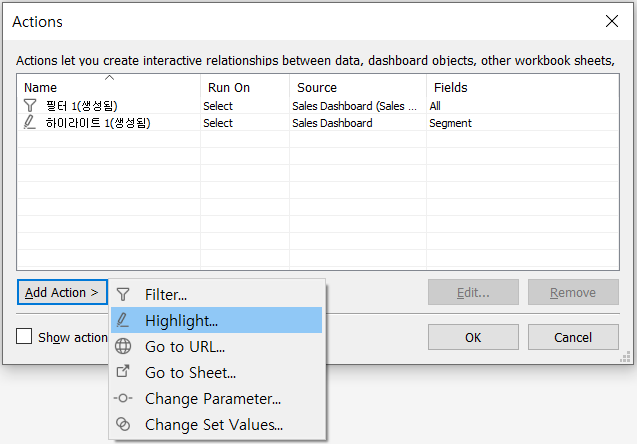 Actions
Actions let you create interactive relationships between data, dashboard objects, other workbook sheets,
Name Run On Source Fields
필터 1(생성됨) Select Sales Dashboard (Sales ... All
하이라이트 1(생성됨) Select Sales Dashboard Segment
Add Action > Edit... Remove
Filter...
Highlight...
Go to URL...
Go to Sheet...
Change Parameter...
Change Set Values...
Show action OK Cancel